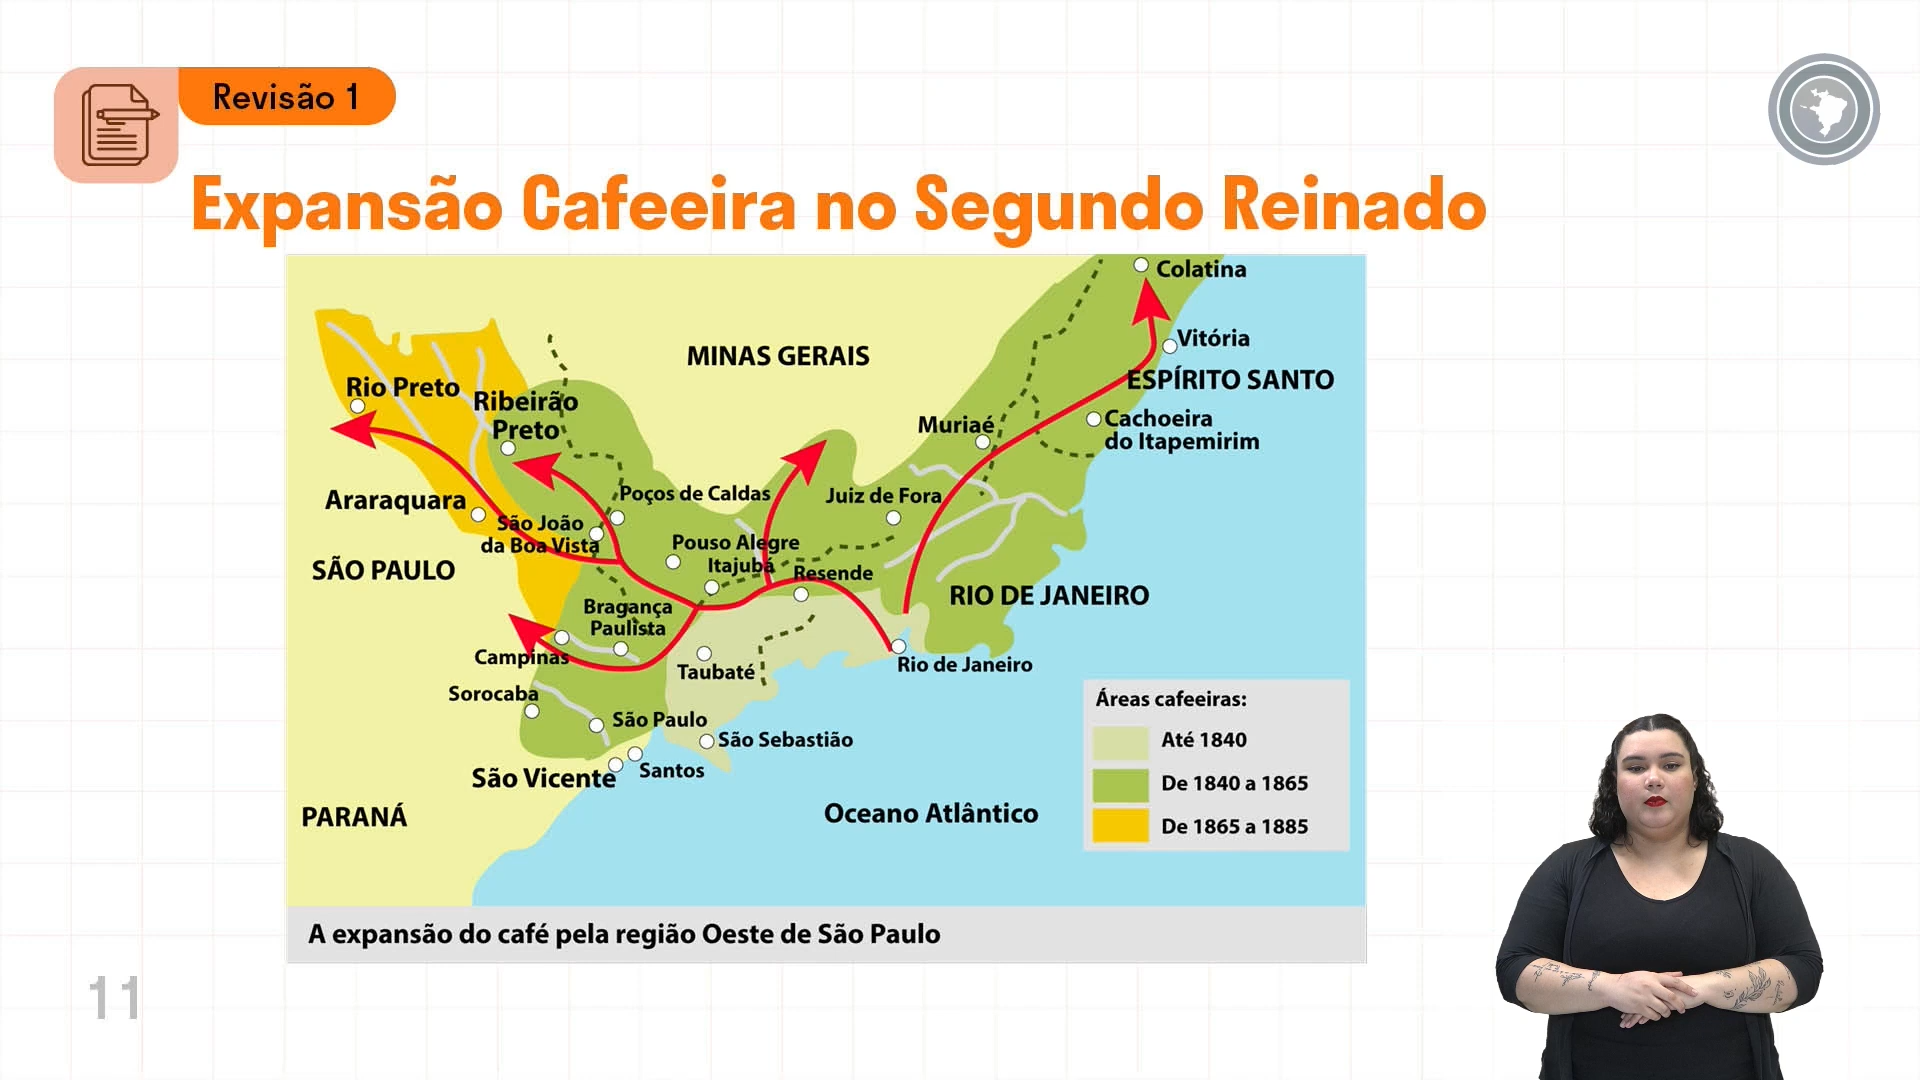 Revisão 1
Expansão Cafeeira no Segundo Reinado
Colatina
Vitória
MINAS GERAIS
ESPÍRITO SANTO
Rio Preto
Ribeirão
Preto
Muriaé
Cachoeira
do Itapemirim
Araraquara
Poços de Caldas
Juiz de Fora
São João
da Boa Vista
Pouso Alegre
Itajubá
Resende
SÃO PAULO
RIO DE JANEIRO
Bragança
Paulista
Campinas
Taubaté
Rio de Janeiro
Sorocaba
São Paulo
São Sebastião
Santos
São Vicente
PARANÁ
Oceano Atlântico
Áreas cafeeiras:
Até 1840
De 1840 a 1865
De 1865 a 1885
A expansão do café pela região Oeste de São Paulo
11